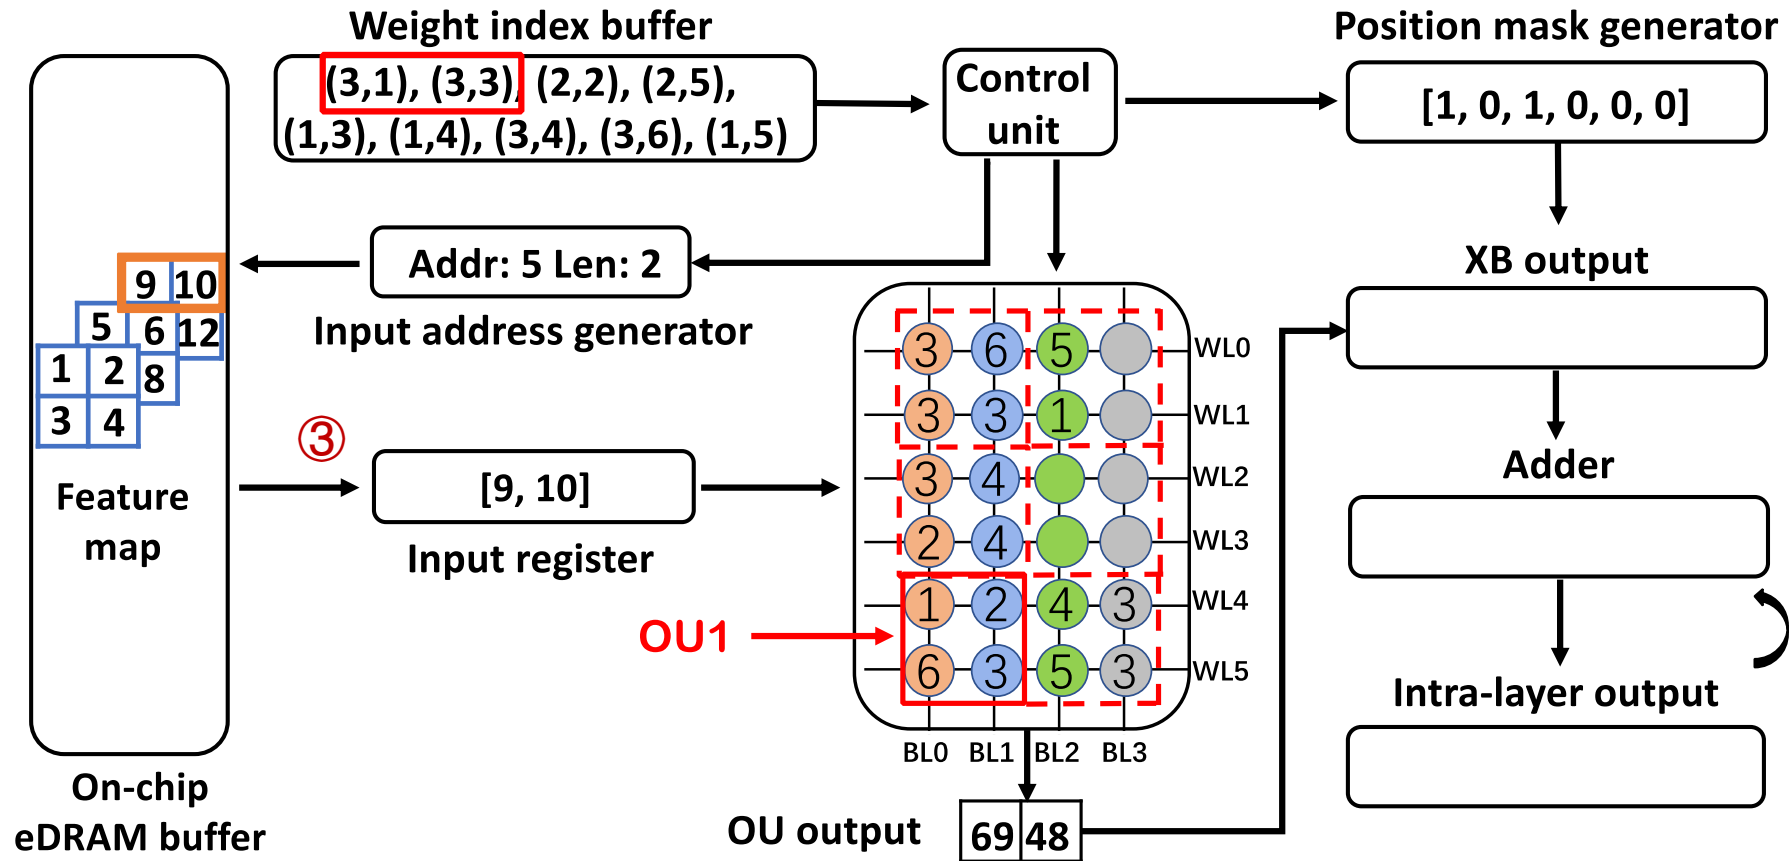 Weight index buffer
(3,1), (3,3), (2,2), (2,5),
(1,3), (1,4), (3,4), (3,6), (1,5)
Control
unit
Position mask generator
[1, 0, 1, 0, 0, 0]
Addr: 5 Len: 2
Input address generator
9 10
5 6 12
1 2 8
3 4
Feature
map
On-chip
eDRAM buffer
③
[9, 10]
Input register
OU1
3 6 5 WL0
3 3 1 WL1
3 4 WL2
2 4 WL3
1 2 4 3 WL4
6 3 5 3 WL5
BL0 BL1 BL2 BL3
OU output 69 48
XB output
Adder
Intra-layer output